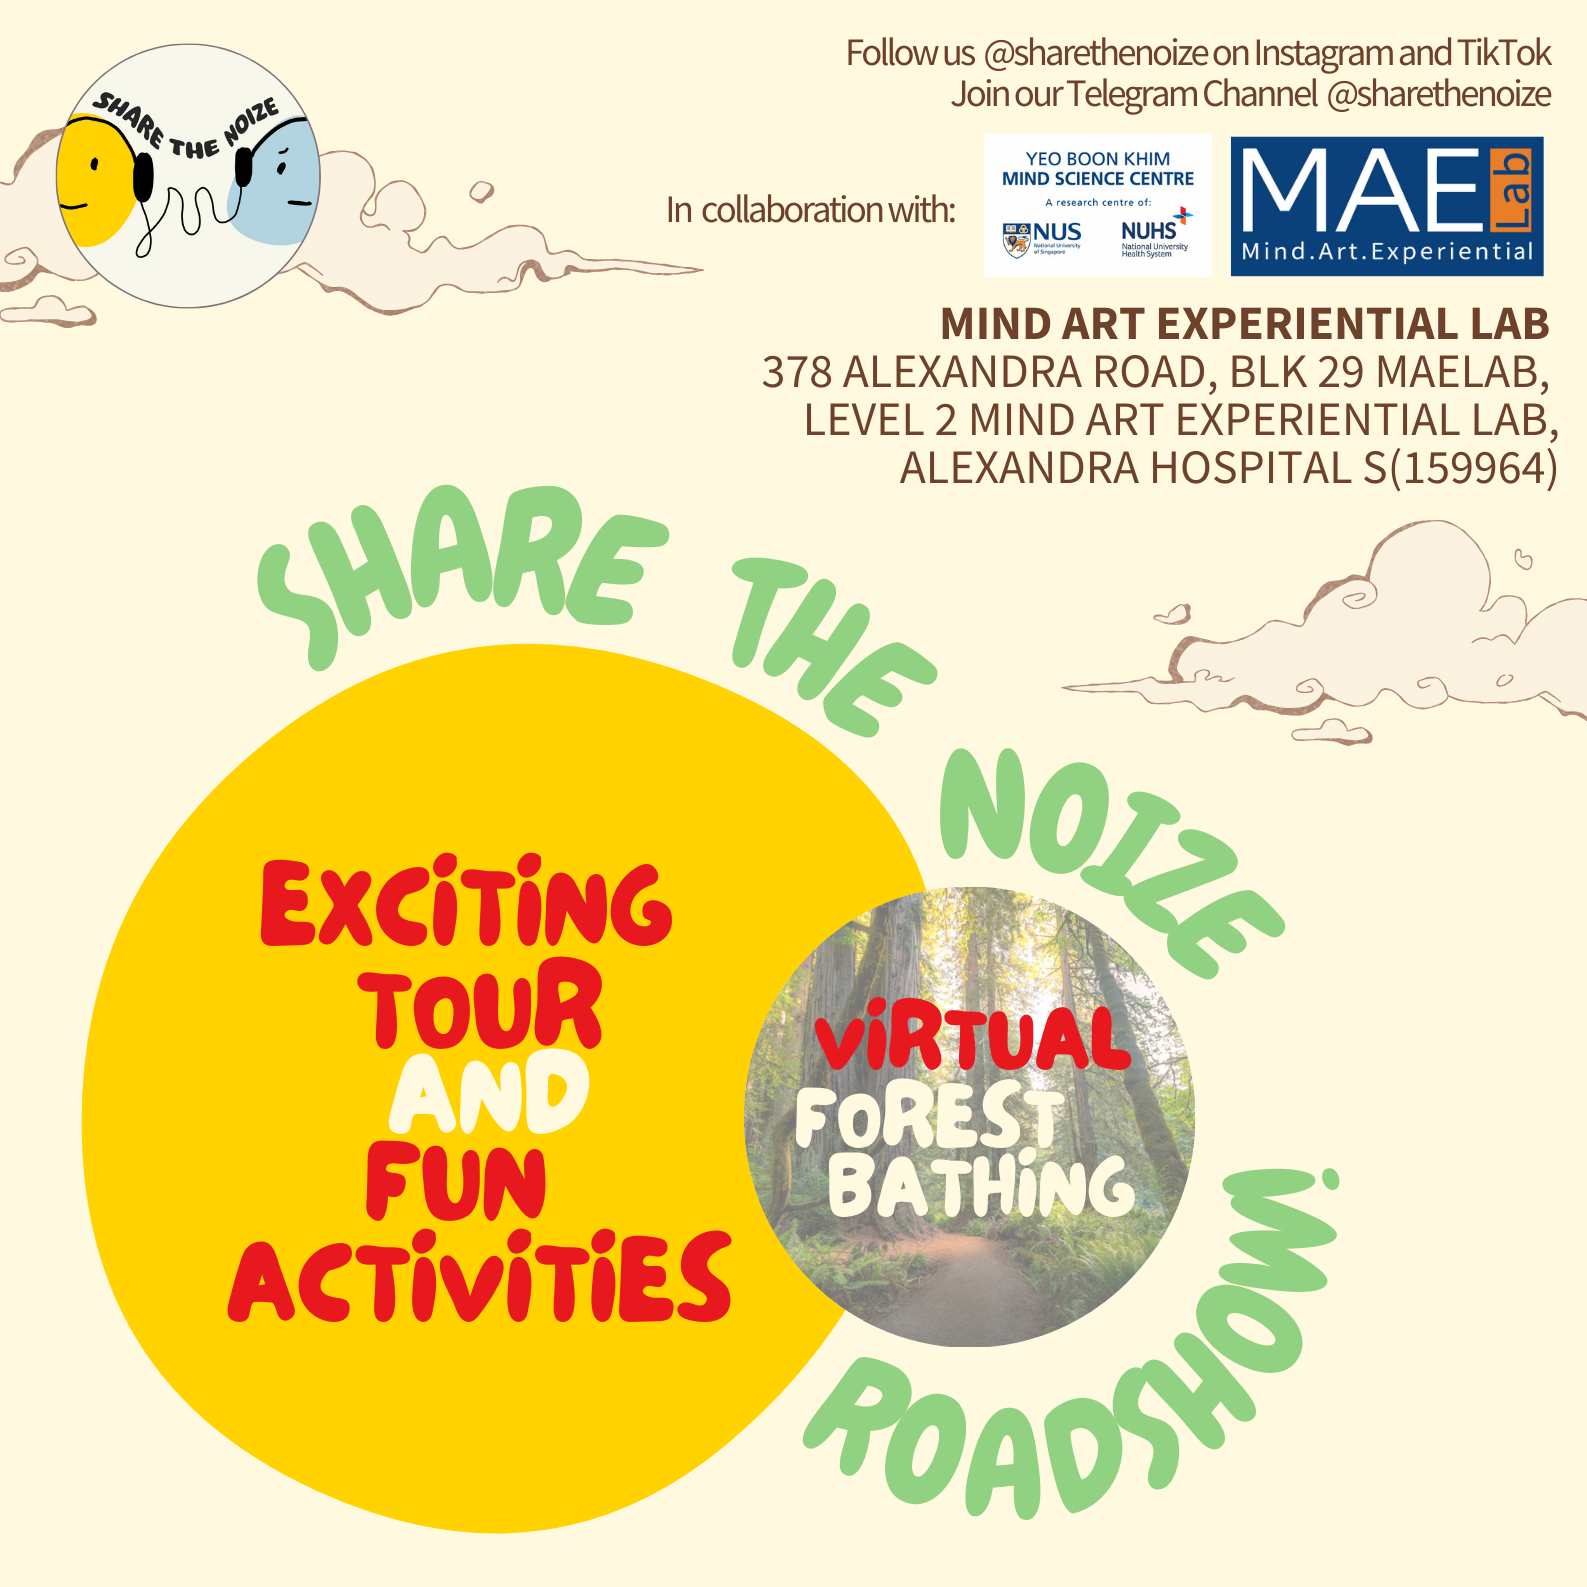 SHARE THE NOIZE
Follow us @sharethenoize on Instagram and TikTok
Join our Telegram Channel @sharethenoize
In collaboration with:
YEO BOON KHIM
MIND SCIENCE CENTRE
A research centre of:
NUS
National University
of Singapore
NUHS
National University
Health System
MAE Lab
Mind.Art.Experiential
MIND ART EXPERIENTIAL LAB
378 ALEXANDRA ROAD, BLK 29 MAELAB,
LEVEL 2 MIND ART EXPERIENTIAL LAB,
ALEXANDRA HOSPITAL S(159964)
SHARE THE NOIZE
EXCITING
TOUR
AND
FUN
ACTIVITIES
VIRTUAL
FOREST
BATHING
ROADSHOW!